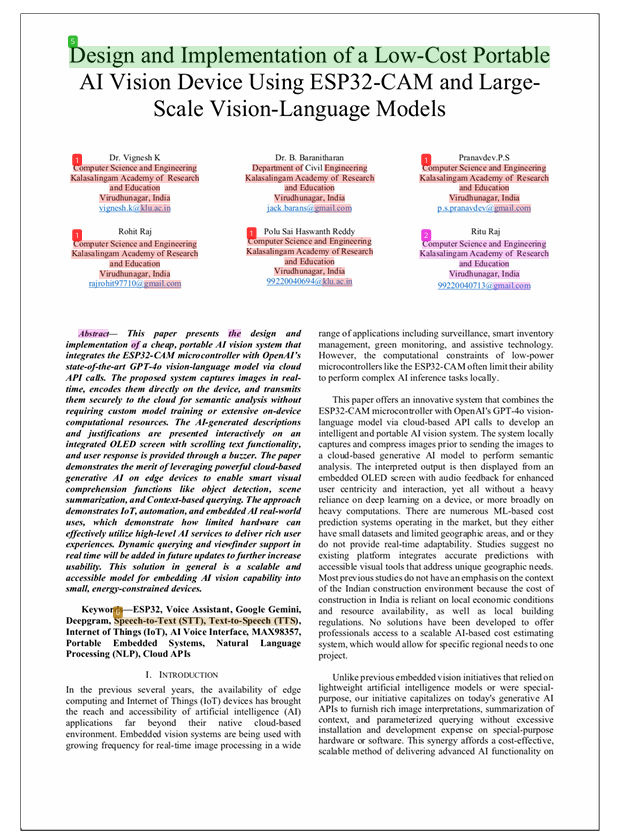 5
Design and Implementation of a Low-Cost Portable
AI Vision Device Using ESP32-CAM and Large-
Scale Vision-Language Models
1
Dr. Vignesh K
Computer Science and Engineering
Kalasalingam Academy of Research
and Education
Virudhunagar, India
vignesh.k@klu.ac.in
Dr. B. Baranitharan
Department of Civil Engineering
Kalasalingam Academy of Research
and Education
Virudhunagar, India
jack.barans@gmail.com
1
Pranavdev.P.S
Computer Science and Engineering
Kalasalingam Academy of Research
and Education
Virudhunagar, India
p.s.pranavdev@gmail.com
1
Rohit Raj
Computer Science and Engineering
Kalasalingam Academy of Research
and Education
Virudhunagar, India
rajrohit97710@gmail.com
1
Polu Sai Haswanth Reddy
Computer Science and Engineering
Kalasalingam Academy of Research
and Education
Virudhunagar, India
99220040694@klu.ac.in
2
Ritu Raj
Computer Science and Engineering
Kalasalingam Academy of Research
and Education
Virudhunagar, India
99220040713@gmail.com
Abstract— This paper presents the design and
implementation of a cheap, portable AI vision system that
integrates the ESP32-CAM microcontroller with OpenAI's
state-of-the-art GPT-4o vision-language model via cloud
API calls. The proposed system captures images in real-
time, encodes them directly on the device, and transmits
them securely to the cloud for semantic analysis without
requiring custom model training or extensive on-device
computational resources. The AI-generated descriptions
and justifications are presented interactively on an
integrated OLED screen with scrolling text functionality,
and user response is provided through a buzzer. The paper
demonstrates the merit of leveraging powerful cloud-based
generative AI on edge devices to enable smart visual
comprehension functions like object detection, scene
summarization, and Context-based querying. The approach
demonstrates IoT, automation, and embedded AI real-world
uses, which demonstrate how limited hardware can
effectively utilize high-level AI services to deliver rich user
experiences. Dynamic querying and viewfinder support in
real time will be added in future updates to further increase
usability. This solution in general is a scalable and
accessible model for embedding AI vision capability into
small, energy-constrained devices.
Keywords—ESP32, Voice Assistant, Google Gemini,
Deepgram, Speech-to-Text (STT), Text-to-Speech (TTS),
Internet of Things (IoT), AI Voice Interface, MAX98357,
Portable Embedded Systems, Natural Language
Processing (NLP), Cloud APIs
I. INTRODUCTION
In the previous several years, the availability of edge
computing and Internet of Things (IoT) devices has brought
the reach and accessibility of artificial intelligence (AI)
applications far beyond their native cloud-based
environment. Embedded vision systems are being used with
growing frequency for real-time image processing in a wide
range of applications including surveillance, smart inventory
management, green monitoring, and assistive technology.
However, the computational constraints of low-power
microcontrollers like the ESP32-CAM often limit their ability
to perform complex AI inference tasks locally.
This paper offers an innovative system that combines the
ESP32-CAM microcontroller with OpenAI's GPT-4o vision-
language model via cloud-based API calls to develop an
intelligent and portable AI vision system. The system locally
captures and compress images prior to sending the images to
a cloud-based generative AI model to perform semantic
analysis. The interpreted output is then displayed from an
embedded OLED screen with audio feedback for enhanced
user centricity and interaction, yet all without a heavy
reliance on deep learning on a device, or more broadly on
heavy computations. There are numerous ML-based cost
prediction systems operating in the market, but they either
have small datasets and limited geographic areas, and or they
do not provide real-time adaptability. Studies suggest no
existing platform integrates accurate predictions with
accessible visual tools that address unique geographic needs.
Most previous studies do not have an emphasis on the context
of the Indian construction environment because the cost of
construction in India is reliant on local economic conditions
and resource availability, as well as local building
regulations. No solutions have been developed to offer
professionals access to a scalable AI-based cost estimating
system, which would allow for specific regional needs to one
project.
Unlike previous embedded vision initiatives that relied on
lightweight artificial intelligence models or were special-
purpose, our initiative capitalizes on today's generative AI
APIs to furnish rich image interpretations, summarization of
context, and parameterized querying without excessive
installation and development expense on special-purpose
hardware or software. This synergy affords a cost-effective,
scalable method of delivering advanced AI functionality on